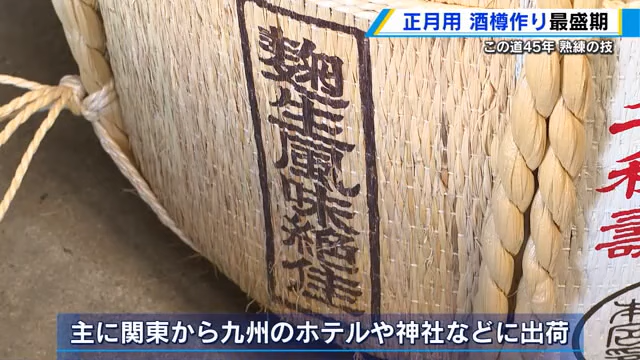 正月用 酒樽作り最盛期
この道45年 熟練の技
麹生風味絶佳
主に関東から九州のホテルや神社などに出荷